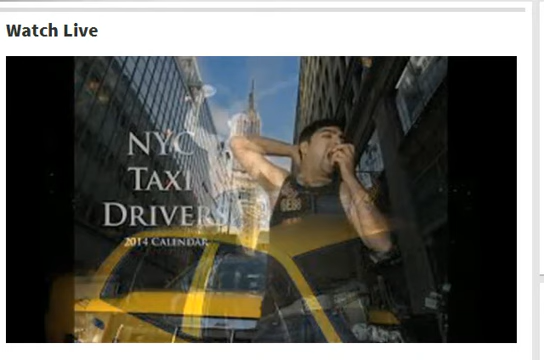 Watch Live
NYC
TAXI
DRIVERS
2014 CALENDAR